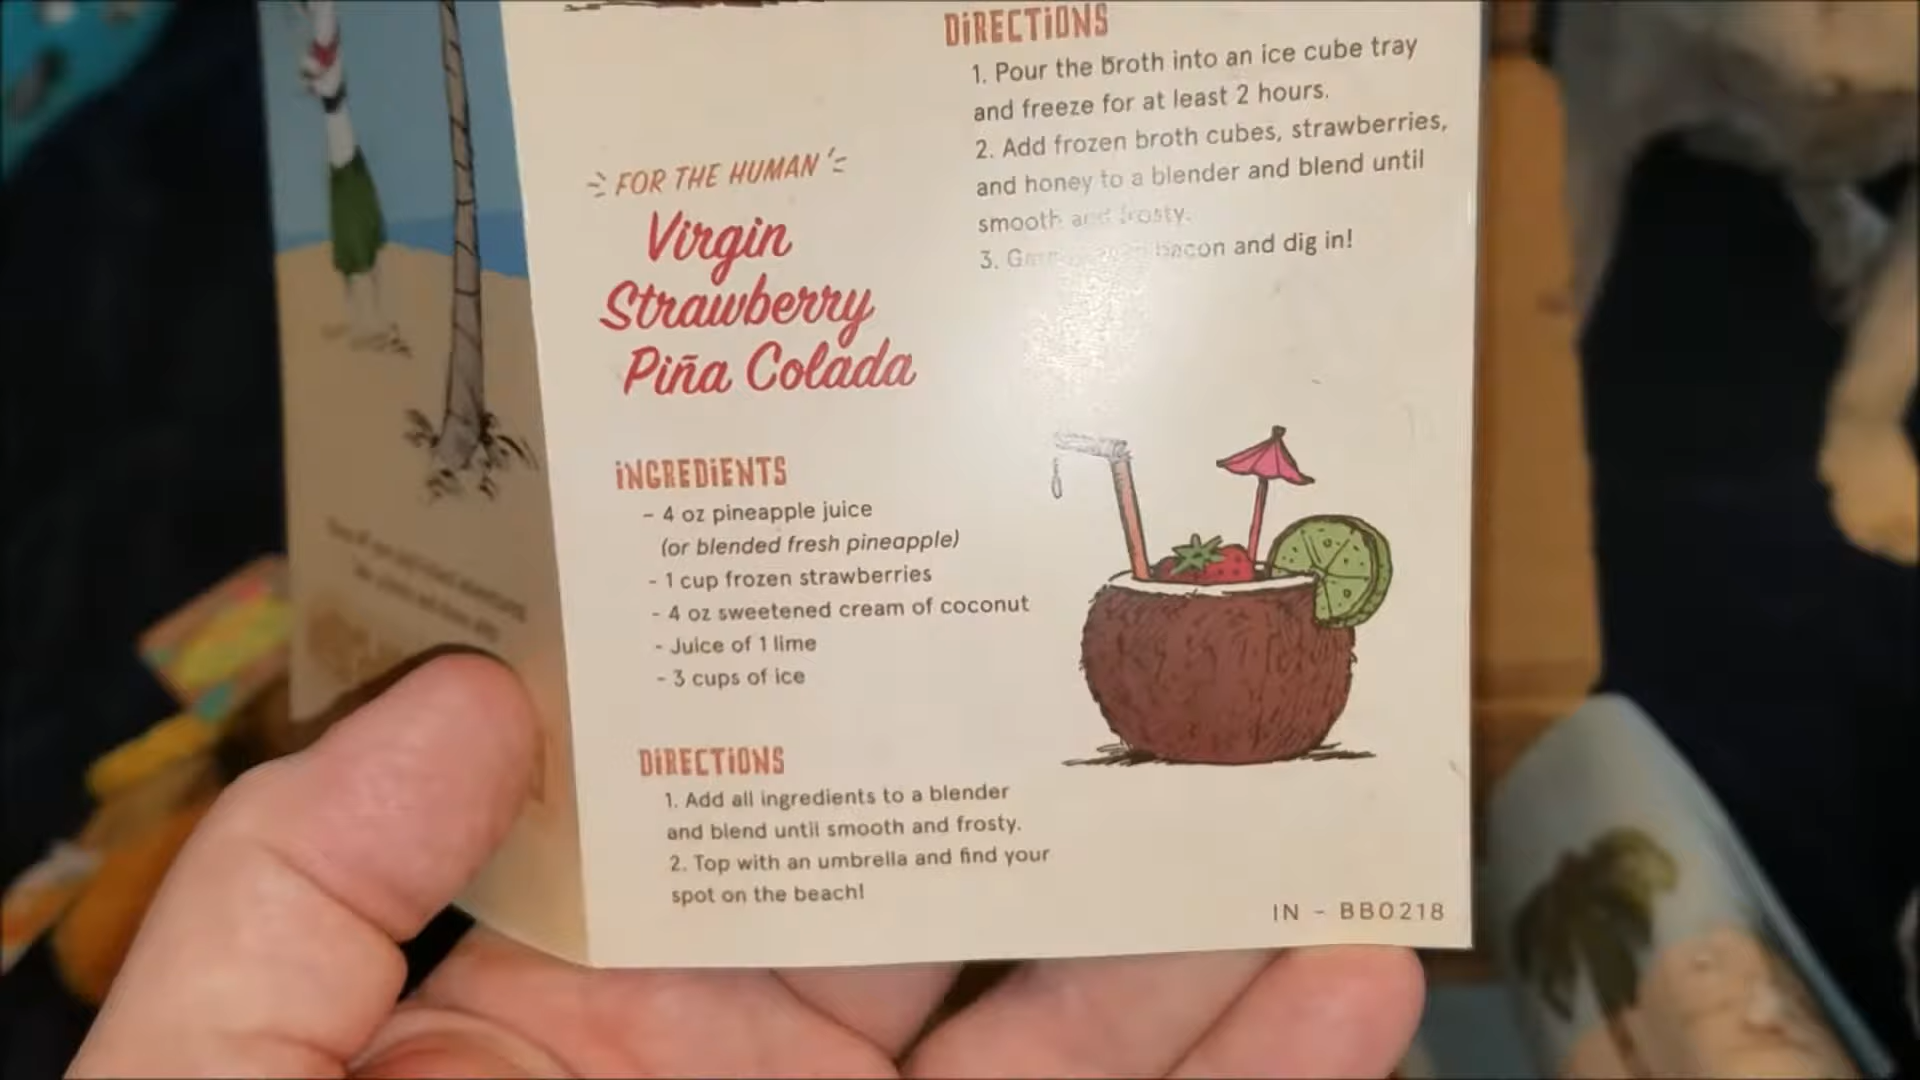 DIRECTIONS
1. Pour the broth into an ice cube tray
and freeze for at least 2 hours.
2. Add frozen broth cubes, strawberries,
and honey to a blender and blend until
smooth and frosty.
3. bacon and dig in!
FOR THE HUMAN
Virgin
Strawberry
Piña Colada
INGREDIENTS
- 4 oz pineapple juice
(or blended fresh pineapple)
- 1 cup frozen strawberries
- 4 oz sweetened cream of coconut
- Juice of 1 lime
- 3 cups of ice
DIRECTIONS
1. Add all ingredients to a blender
and blend until smooth and frosty.
2. Top with an umbrella and find your
spot on the beach!
IN - BBO218